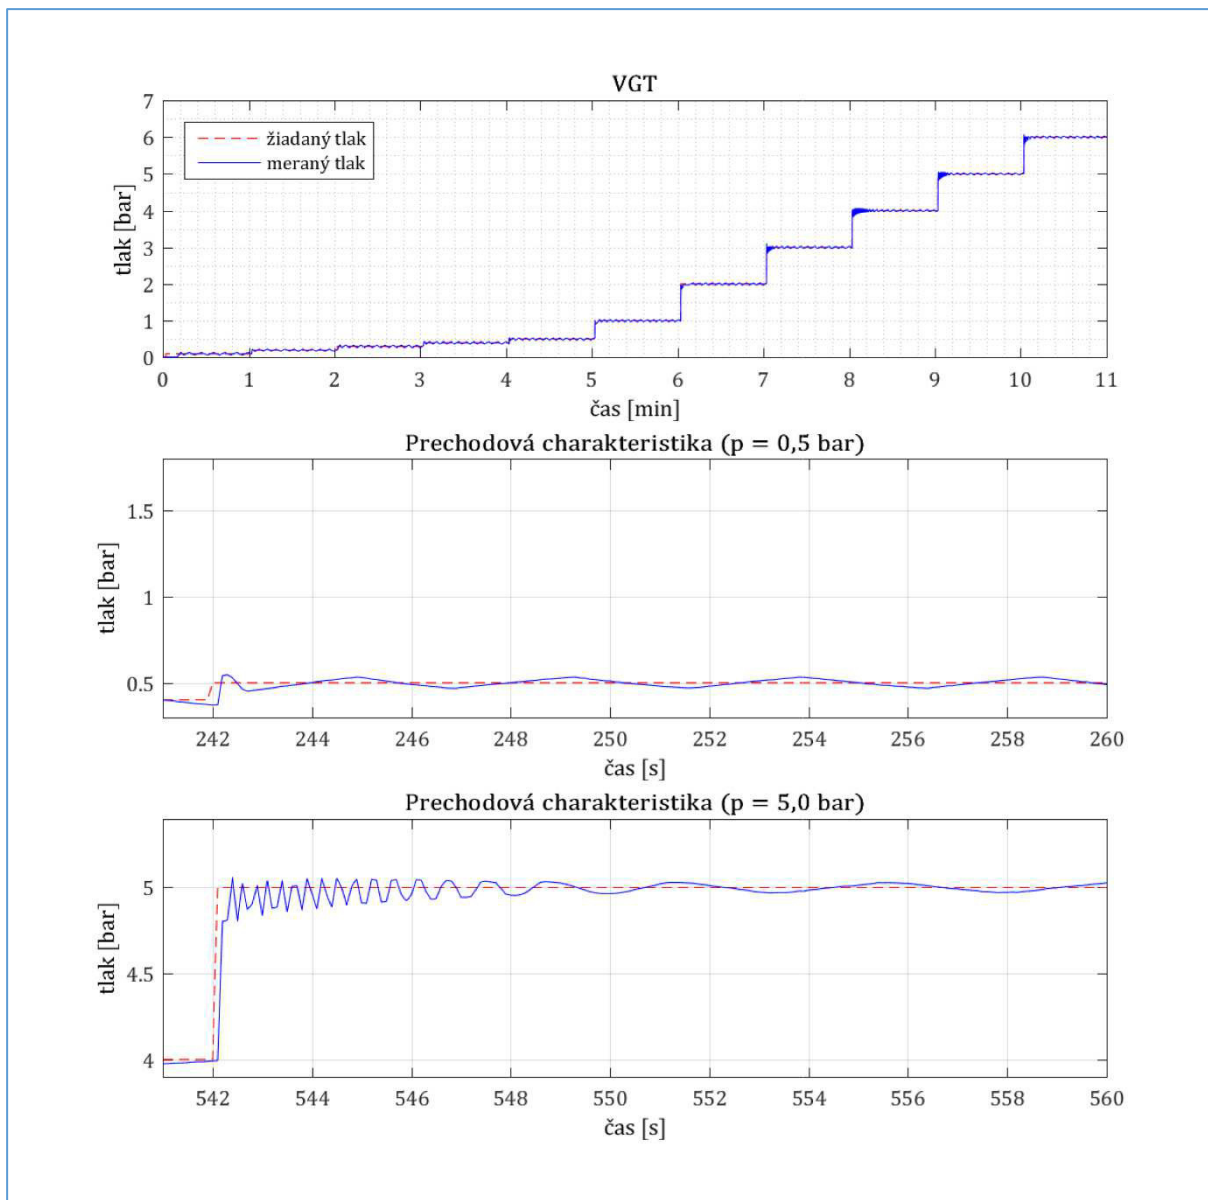 VGT
7
6
5
4
3
2
1
0
tlak [bar]
žiadaný tlak
meraný tlak
0 1 2 3 4 5 6 7 8 9 10 11
čas [min]
Prechodová charakteristika (p = 0,5 bar)
1.5
1
0.5
tlak [bar]
242 244 246 248 250 252 254 256 258 260
čas [s]
Prechodová charakteristika (p = 5,0 bar)
5
4.5
4
tlak [bar]
542 544 546 548 550 552 554 556 558 560
čas [s]